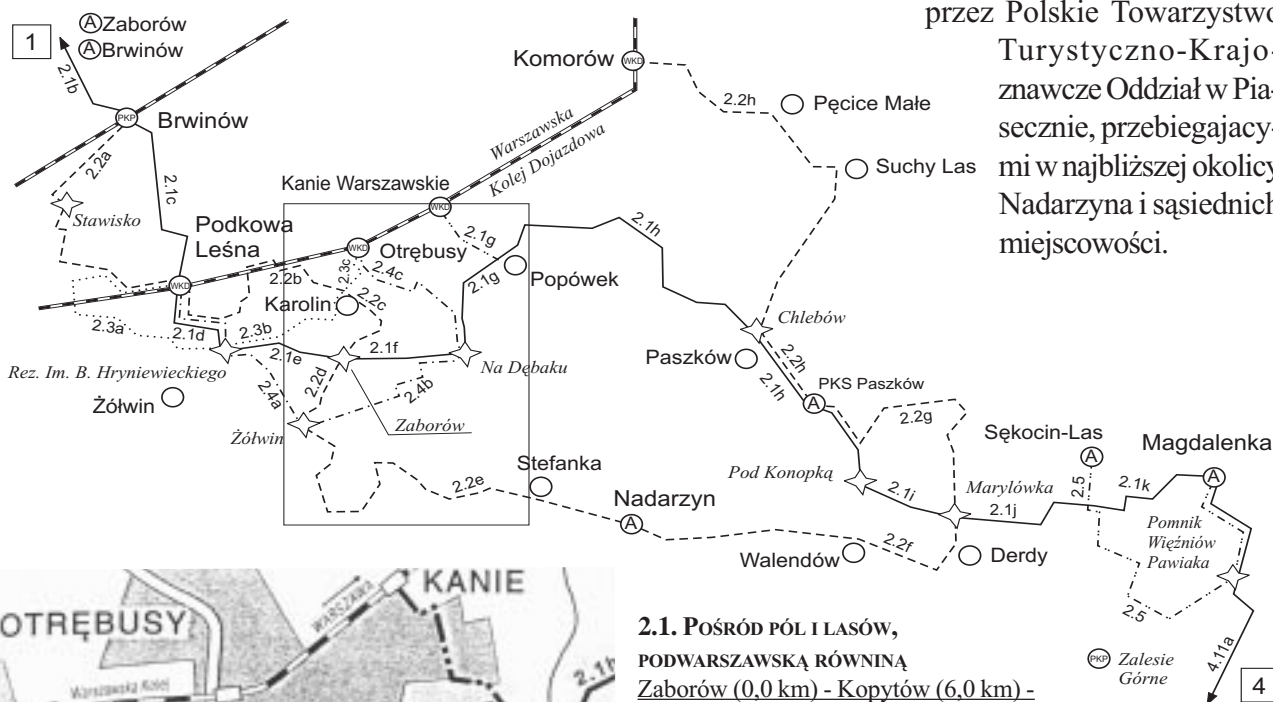 przez Polskie Towarzystwo
Turystyczno-Krajo-
znawcze Oddział w Pia-
secznie, przebiegajacy-
mi w najbliższej okolicy
Nadarzyna i sąsiednich
miejscowości.
1
A Zaborów
A Brwinów
2.1b
PKP
Brwinów
2.2a
2.1c
Stawisko
Podkowa
Leśna
WKD
2.3a
2.1d
2.3b
2.2b
Rez. Im. B. Hryniewieckiego
Żółwin
2.4a
2.1e
2.2d
Żółwin
Komorów
WKD
Warszawska
Kolej Dojazdowa
Kanie Warszawskie
WKD
WKD
Otrębusy
2.3c
2.4c
2.2c
Karolin
2.1f
2.4b
Zaborów
Na Dębaku
2.1g
2.1g
Popówek
2.1h
2.2h
Pęcice Małe
Suchy Las
Chlebów
Paszków
2.2h
2.1h
PKS Paszków
A
2.2g
Pod Konopką
2.1i
Marylówka
2.1j
Sękocin-Las
A
2.5
2.1k
Magdalenka
A
Pomnik
Więźniów
Pawiaka
2.5
Stefanka
2.2e
Nadarzyn
A
Walendów
2.2f
Derdy
4.11a
PKP
Zalesie
Górne
4
OTRĘBUSY
KANIE
WARSZAWA
Warszawska Kolej
2.1h
2.1. POŚRÓD PÓL I LASÓW,
PODWARSZAWSKĄ RÓWNINĄ
Zaborów (0,0 km) - Kopytów (6,0 km) -